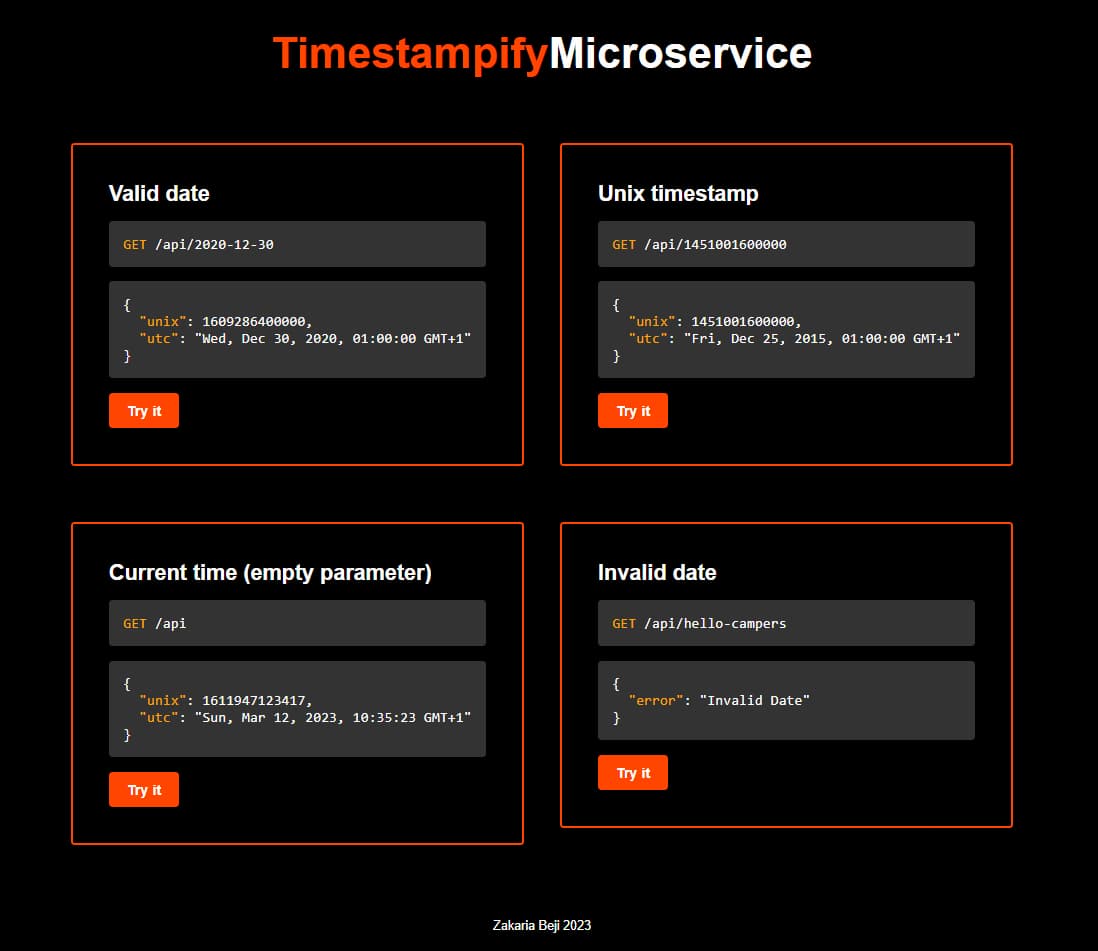 TimestampifyMicroservice
Valid date
GET /api/2020-12-30
{
  "unix": 1609286400000,
  "utc": "Wed, Dec 30, 2020, 01:00:00 GMT+1"
}
Try it
Unix timestamp
GET /api/1451001600000
{
  "unix": 1451001600000,
  "utc": "Fri, Dec 25, 2015, 01:00:00 GMT+1"
}
Try it
Current time (empty parameter)
GET /api
{
  "unix": 1611947123417,
  "utc": "Sun, Mar 12, 2023, 10:35:23 GMT+1"
}
Try it
Invalid date
GET /api/hello-campers
{
  "error": "Invalid Date"
}
Try it
Zakaria Beji 2023